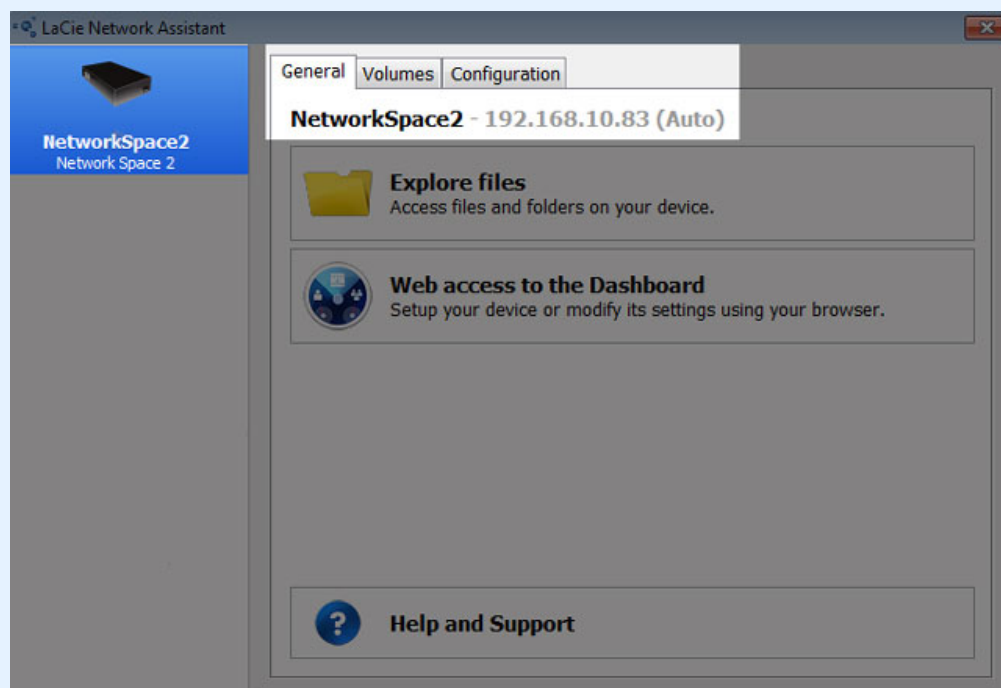 LaCie Network Assistant
NetworkSpace2
Network Space 2
General Volumes Configuration
NetworkSpace2 - 192.168.10.83 (Auto)
Explore files
Access files and folders on your device.
Web access to the Dashboard
Setup your device or modify its settings using your browser.
Help and Support